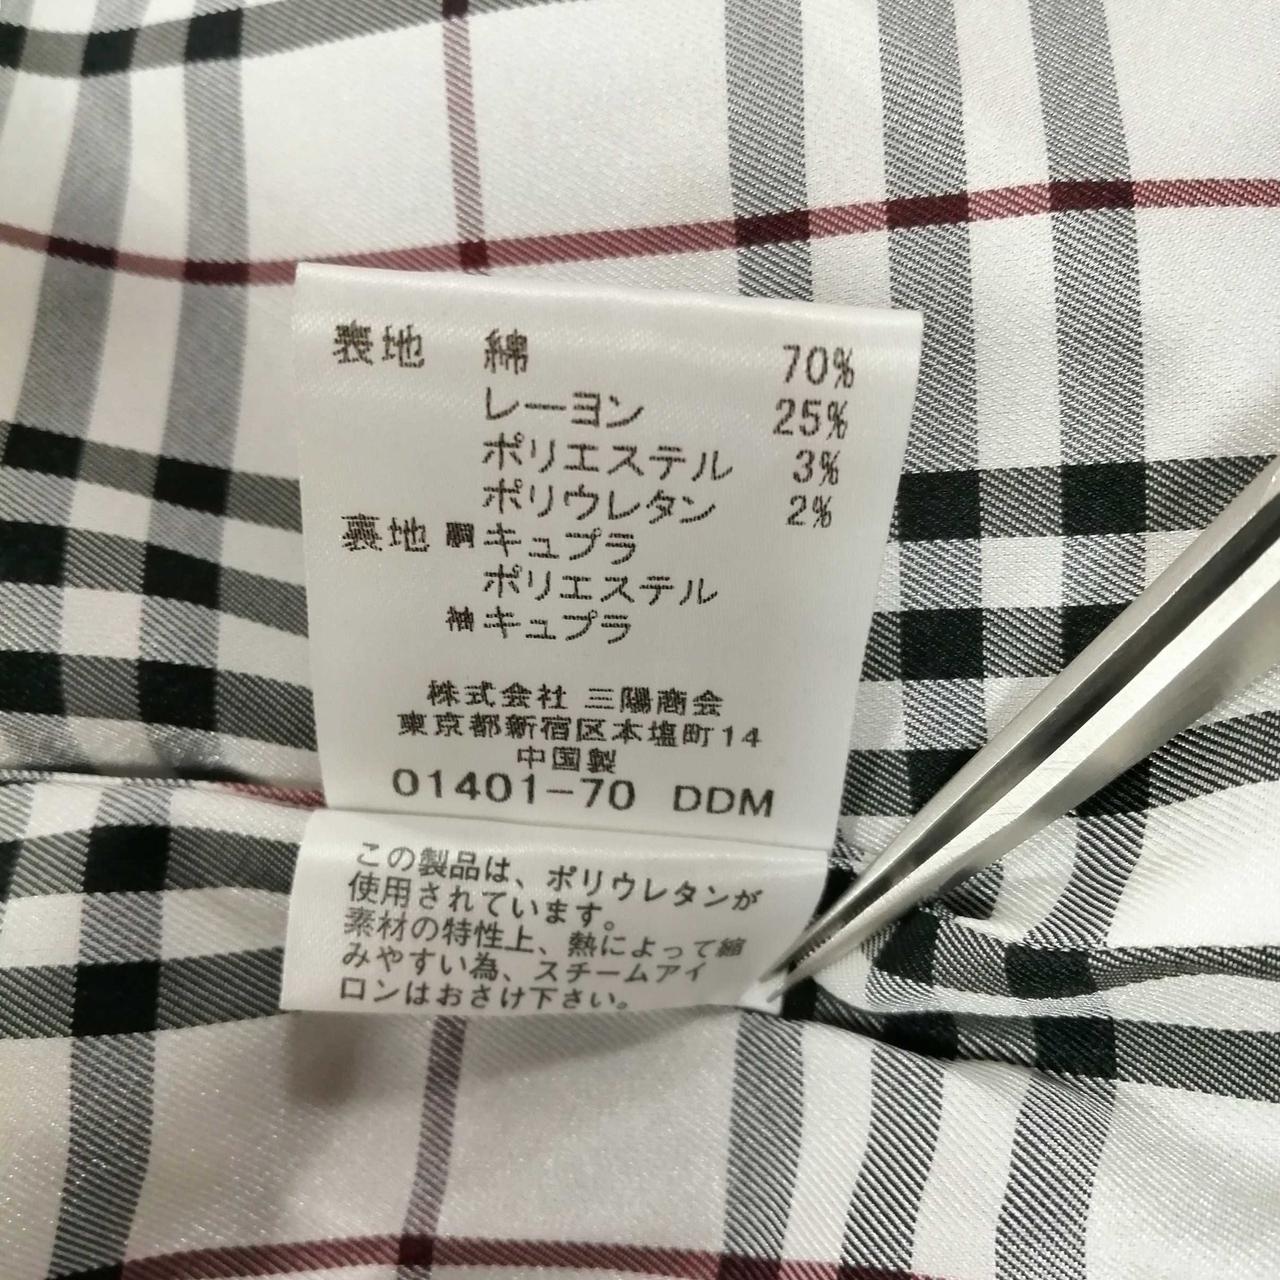 表地 綿 70%
レーヨン 25%
ポリエステル 3%
ポリウレタン 2%
裏地 胴 キュプラ
ポリエステル
袖 キュプラ
株式会社 三陽商会
東京都新宿区本塩町14
中国製
01401-70 DDM
この製品は、ポリウレタンが
使用されています。
素材の特性上、熱によって縮
みやすい為、スチームアイ
ロンはおさけ下さい。